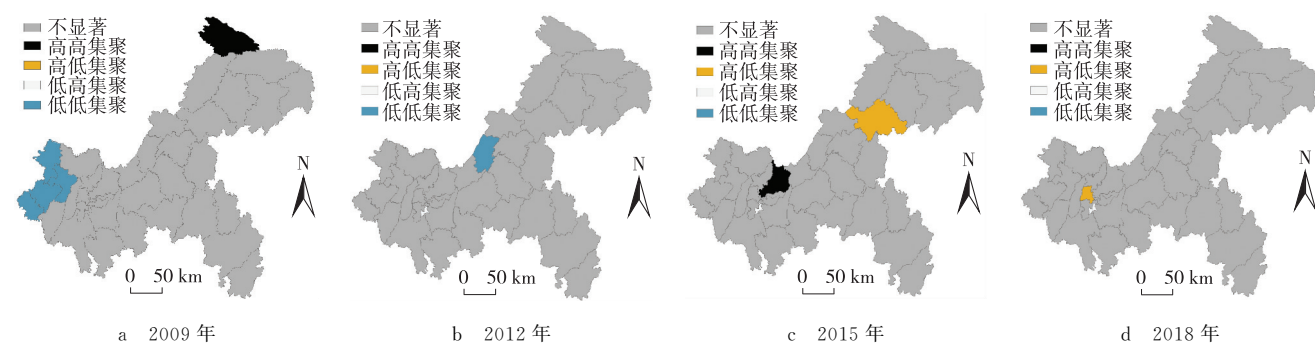 不显著
高高集聚
高低集聚
低高集聚
低低集聚
N
0 50 km
a 2009 年
不显著
高高集聚
高低集聚
低高集聚
低低集聚
N
0 50 km
b 2012 年
不显著
高高集聚
高低集聚
低高集聚
低低集聚
N
0 50 km
c 2015 年
不显著
高高集聚
高低集聚
低高集聚
低低集聚
N
0 50 km
d 2018 年